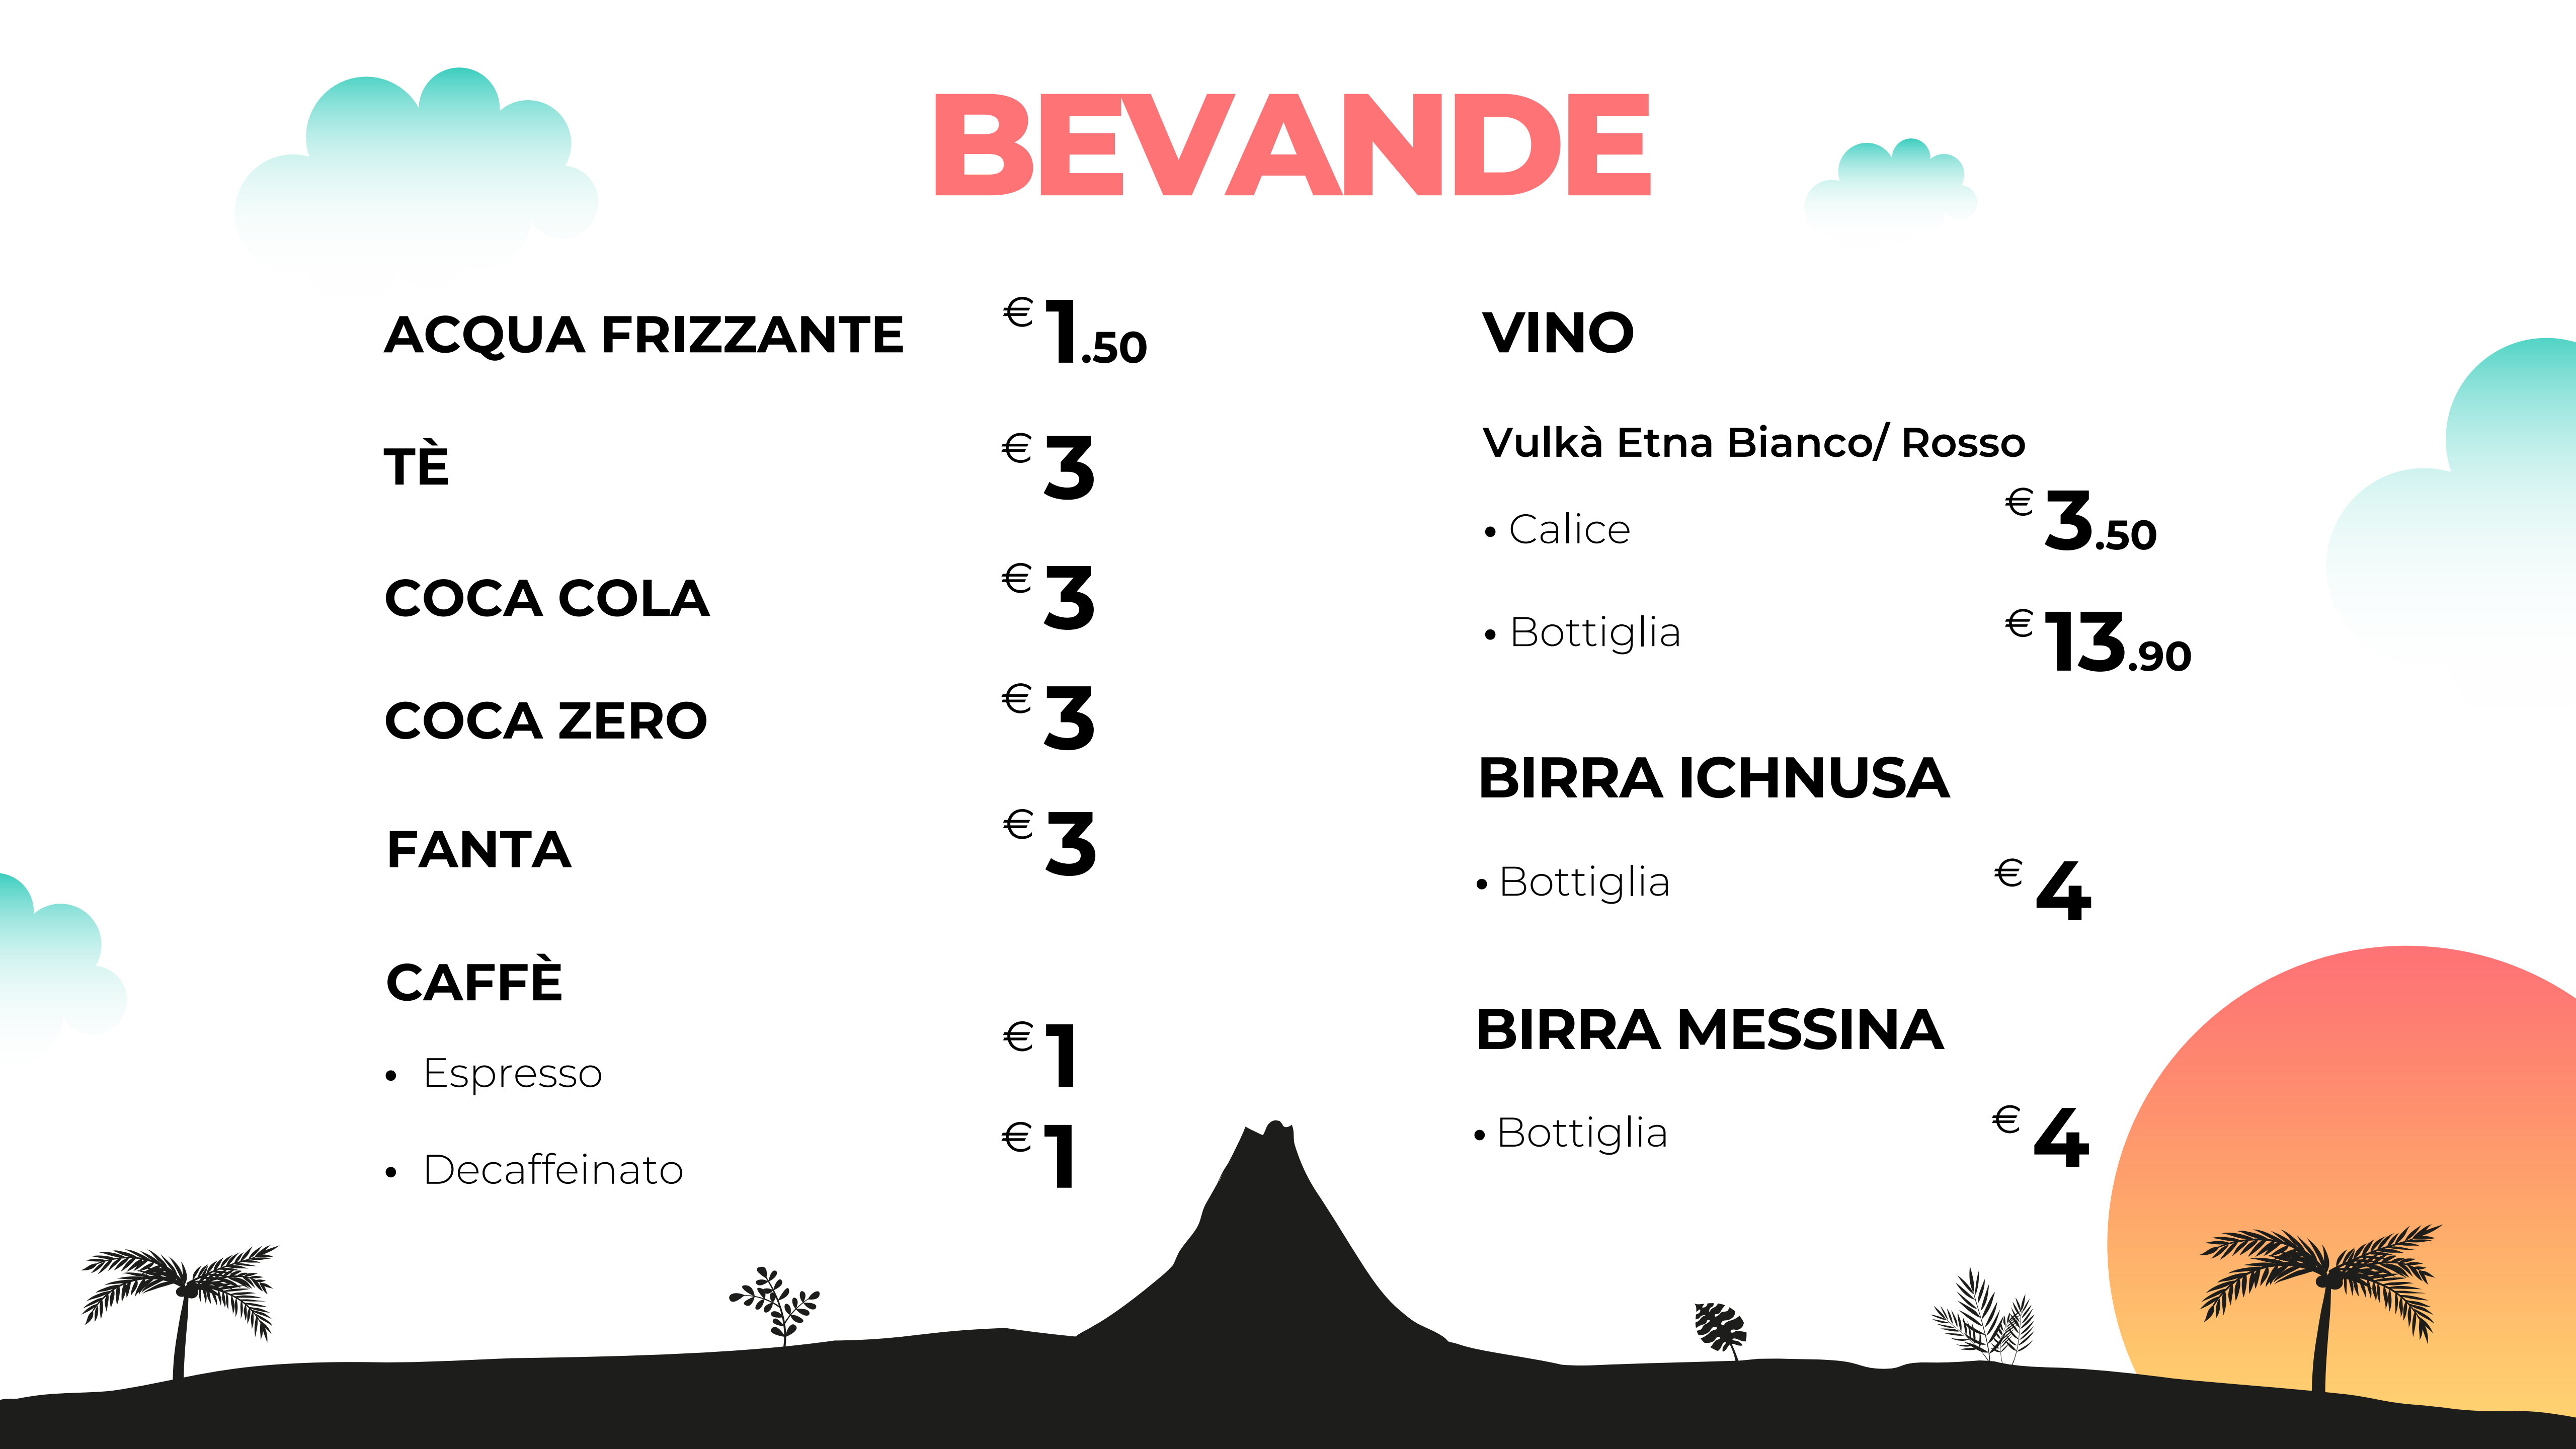 BEVANDE
ACQUA FRIZZANTE € 1.50
TÈ € 3
COCA COLA € 3
COCA ZERO € 3
FANTA € 3
CAFFÈ
• Espresso € 1
• Decaffeinato € 1
VINO
Vulkà Etna Bianco/ Rosso
• Calice € 3.50
• Bottiglia € 13.90
BIRRA ICHNUSA
• Bottiglia € 4
BIRRA MESSINA
• Bottiglia € 4